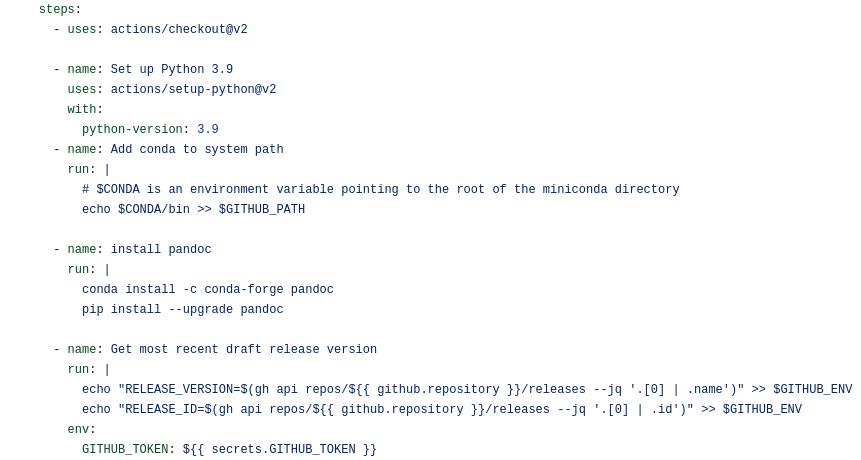 steps:
- uses: actions/checkout@v2
- name: Set up Python 3.9
uses: actions/setup-python@v2
with:
python-version: 3.9
- name: Add conda to system path
run: |
# $CONDA is an environment variable pointing to the root of the miniconda directory
echo $CONDA/bin >> $GITHUB_PATH
- name: install pandoc
run: |
conda install -c conda-forge pandoc
pip install --upgrade pandoc
- name: Get most recent draft release version
run: |
echo "RELEASE_VERSION=$(gh api repos/${{ github.repository }}/releases --jq '.[0] | .name')" >> $GITHUB_ENV
echo "RELEASE_ID=$(gh api repos/${{ github.repository }}/releases --jq '.[0] | .id')" >> $GITHUB_ENV
env:
GITHUB_TOKEN: ${{ secrets.GITHUB_TOKEN }}